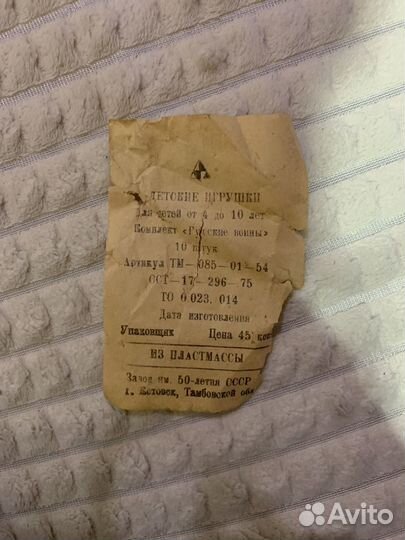 ДЕТСКИЕ ИГРУШКИ
Для детей от 4 до 10 лет
Комплект «Русские воины»
10 штук
Артикул ТМ—085—01—54
ОСТ—17—296—75
ТО 0 023. 014
Дата изготовления
Упаковщик Цена 45 коп
ИЗ ПЛАСТМАССЫ
Завод им. 50-летия СССР
г. Котовск, Тамбовской об
Avito